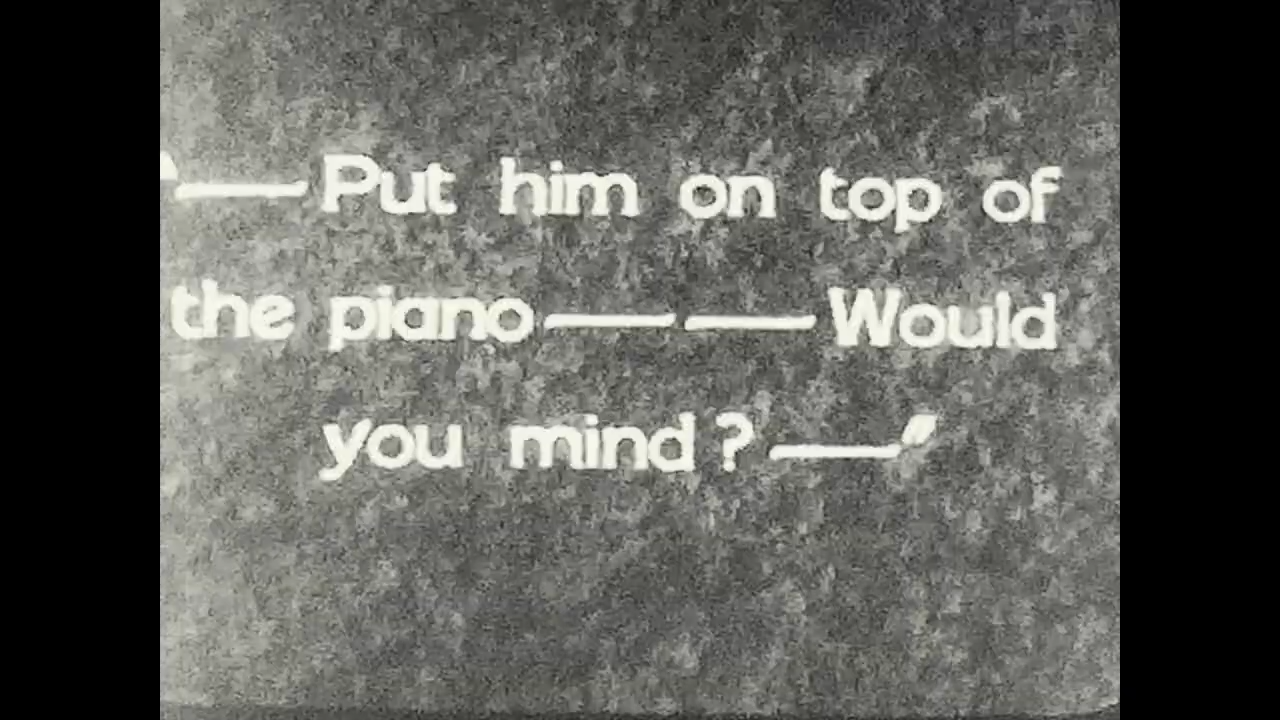 "—Put him on top of
the piano— —Would
you mind?—"